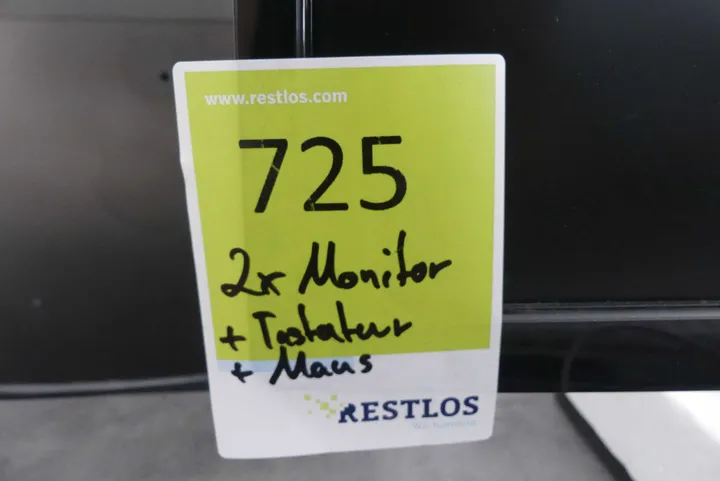 www.restlos.com
725
2x Monitor
+ Tastatur
+ Maus
RESTLOS